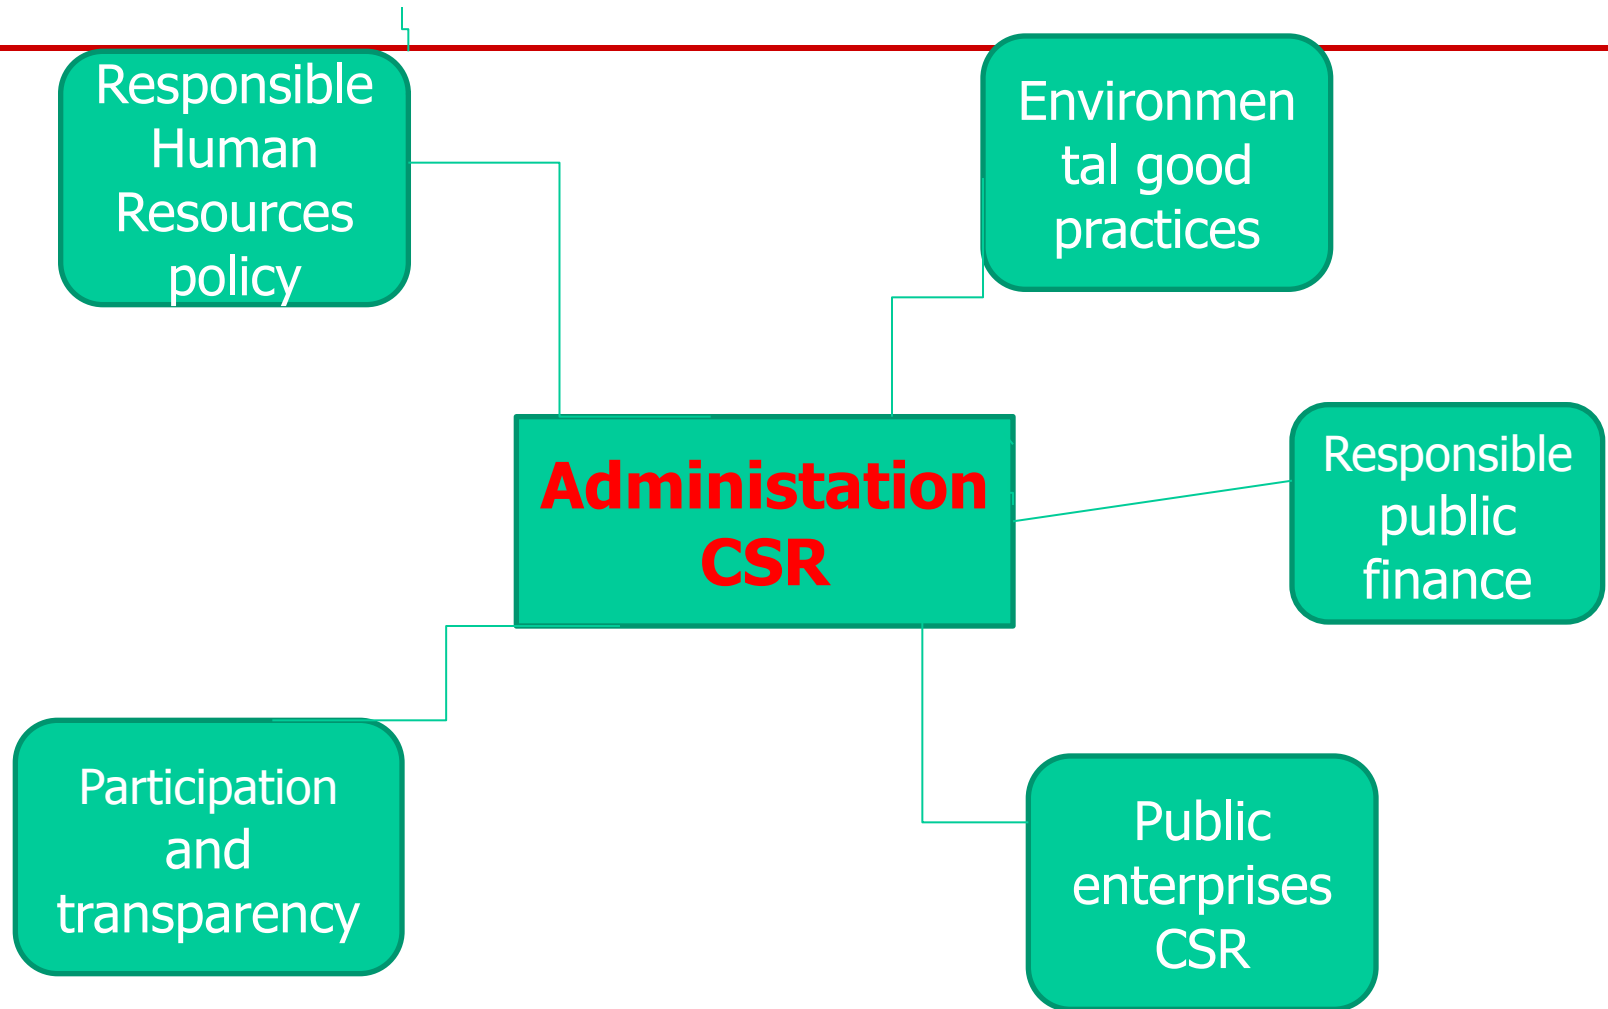 Responsible
Human
Resources
policy
Environmen
tal good
practices
Administation
CSR
Responsible
public
finance
Participation
and
transparency
Public
enterprises
CSR